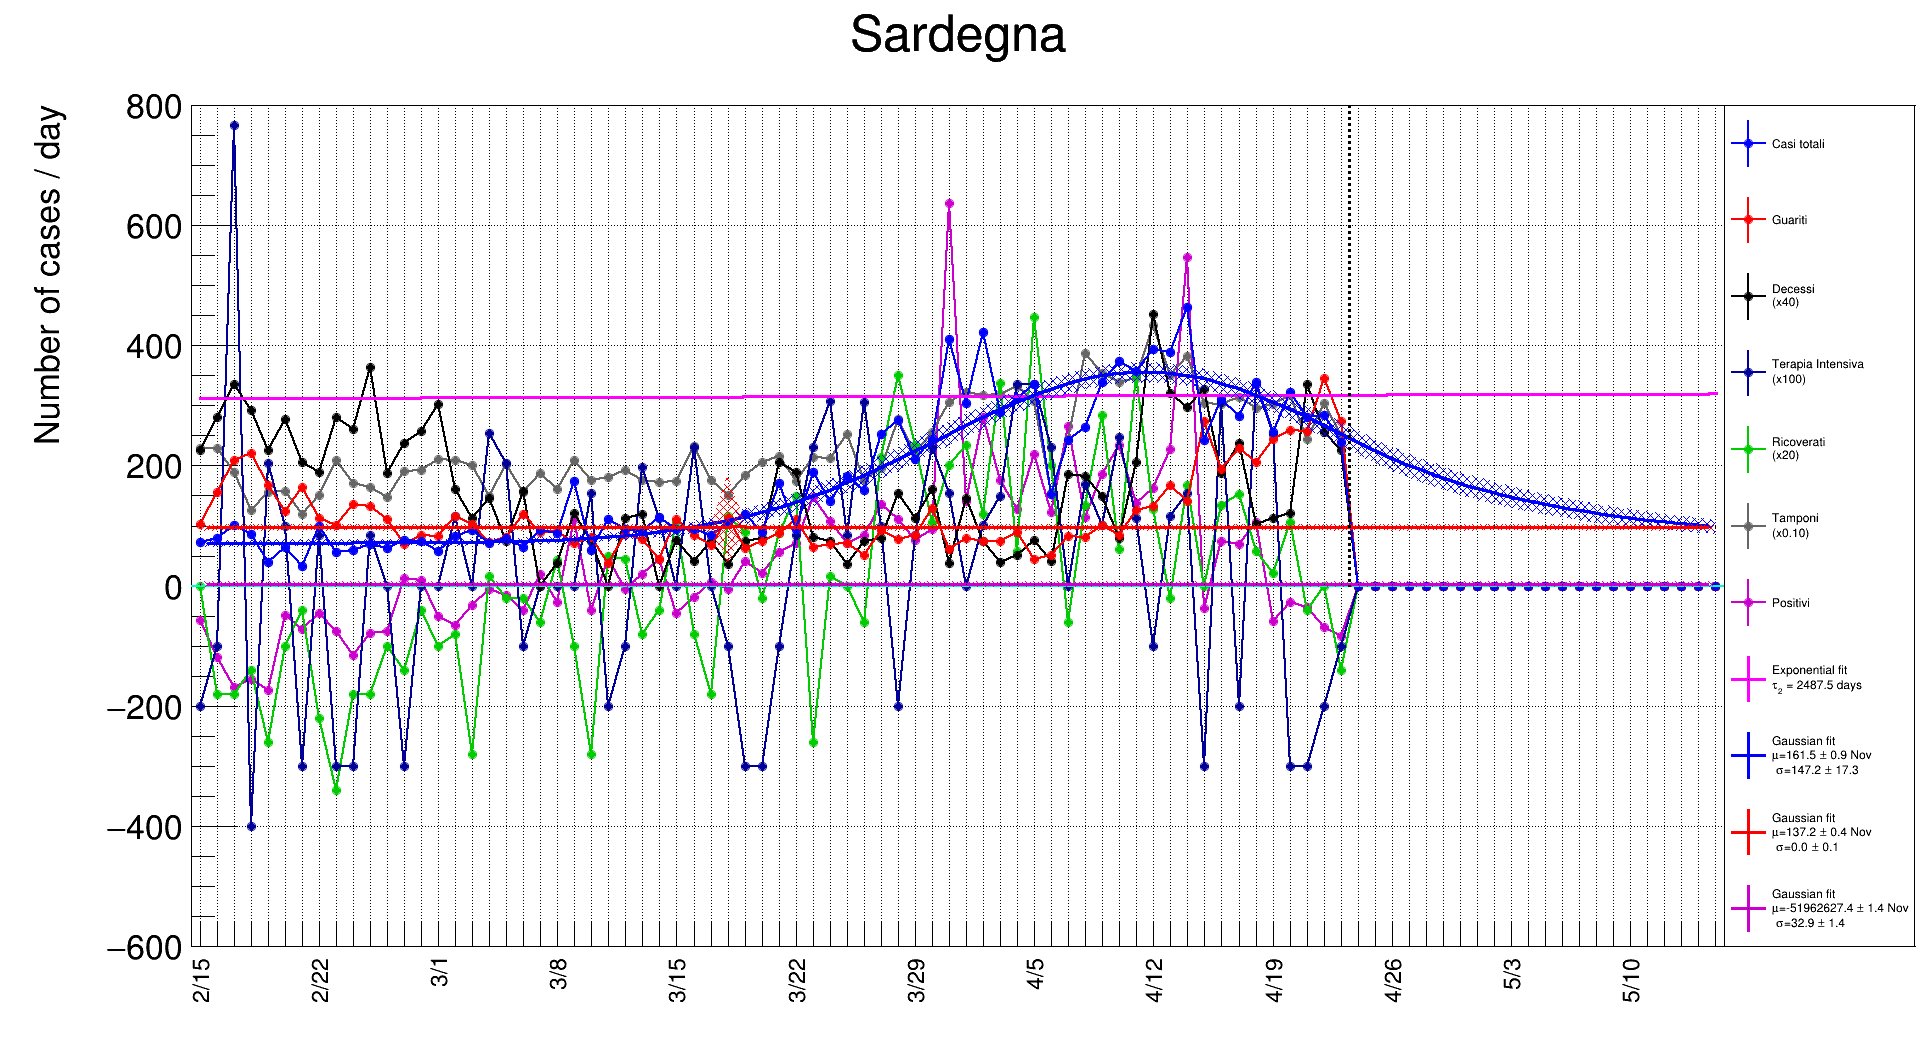 Sardegna
Number of cases / day
800
600
400
200
0
−200
−400
−600
2/15
2/22
3/1
3/8
3/15
3/22
3/29
4/5
4/12
4/19
4/26
5/3
5/10
Casi totali
Guariti
Decessi
(x40)
Terapia Intensiva
(x100)
Ricoverati
(x20)
Tamponi
(x0.10)
Positivi
Exponential fit
τ₂ = 2487.5 days
Gaussian fit
μ=161.5 ± 0.9 Nov
σ=147.2 ± 17.3
Gaussian fit
μ=137.2 ± 0.4 Nov
σ=0.0 ± 0.1
Gaussian fit
μ=-51962627.4 ± 1.4 Nov
σ=32.9 ± 1.4